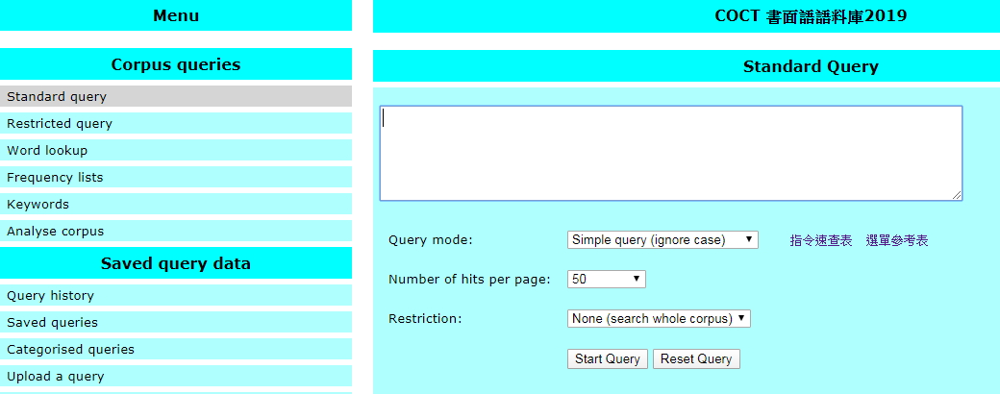 Menu
Corpus queries
Standard query
Restricted query
Word lookup
Frequency lists
Keywords
Analyse corpus
Saved query data
Query history
Saved queries
Categorised queries
Upload a query
COCT 書面語語料庫2019
Standard Query
Query mode: Simple query (ignore case) 指令速查表 選單參考表
Number of hits per page: 50
Restriction: None (search whole corpus)
Start Query Reset Query